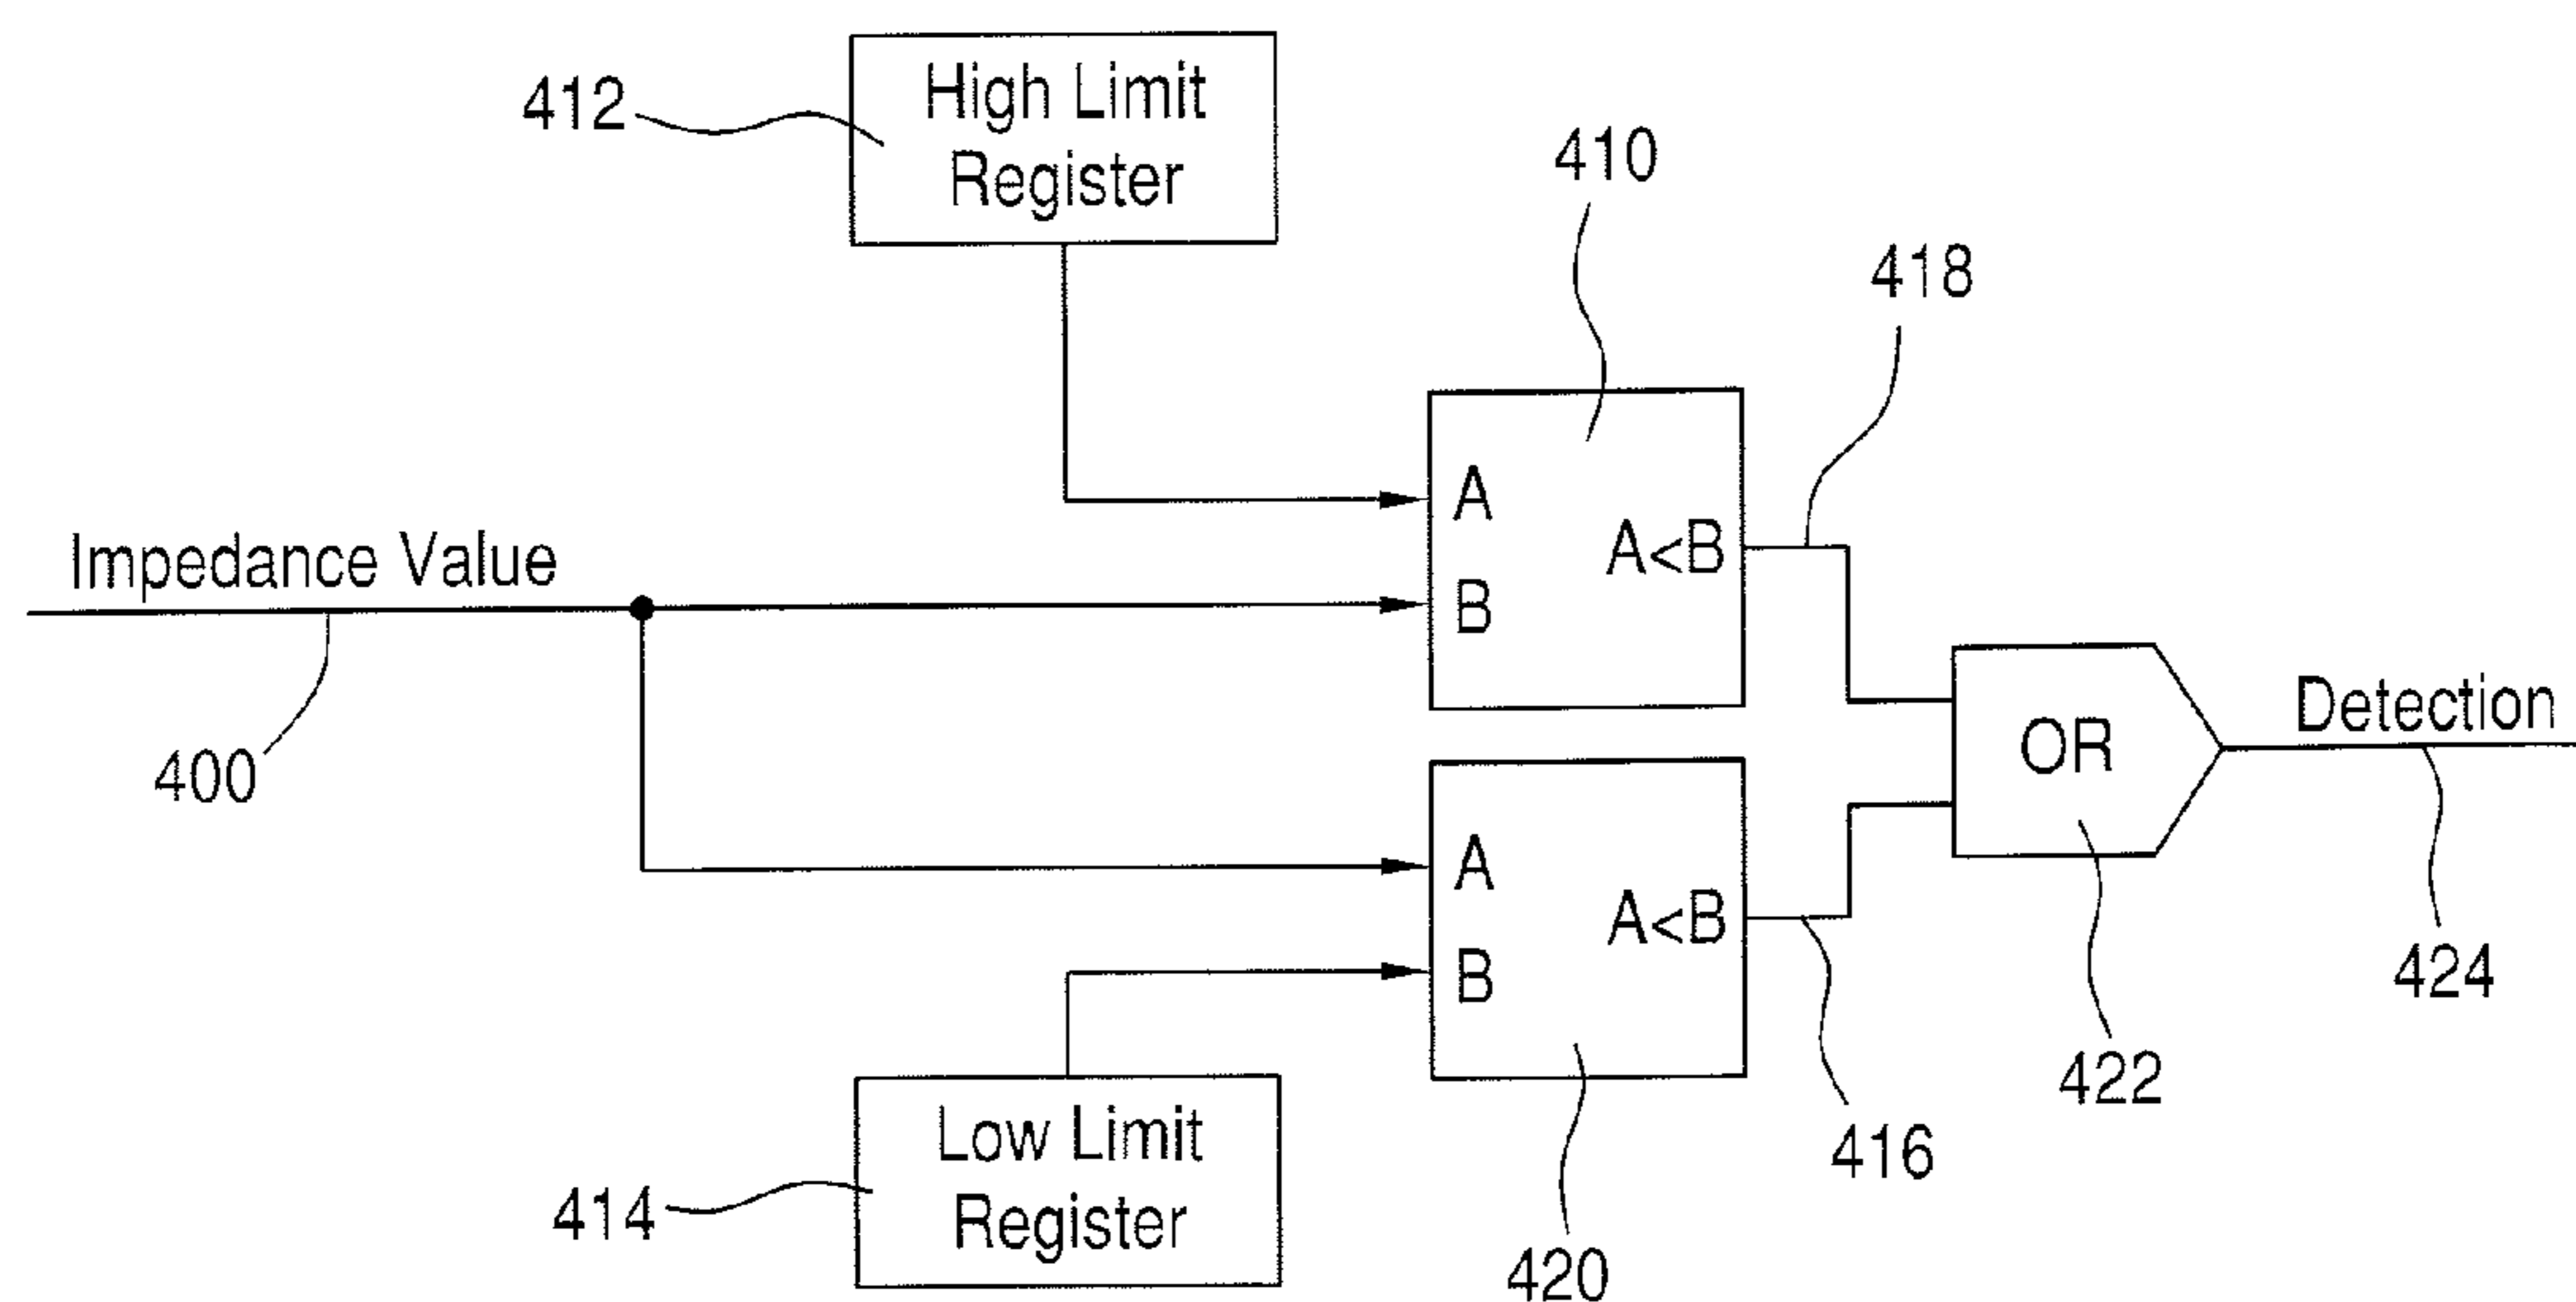 High Limit
Register
412
410
418
Impedance Value
400
A
B
A<B
OR
Detection
A
B
A<B
424
422
416
Low Limit
Register
414
420